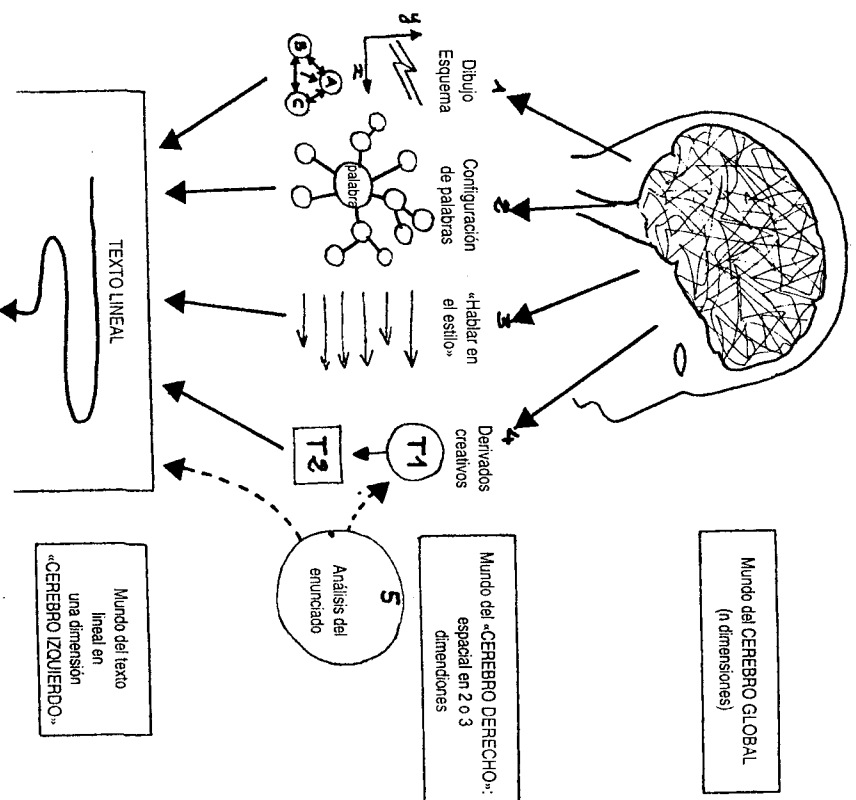 Mundo del CEREBRO GLOBAL
(n dimensiones)
1
2
3
4
Dibujo
Esquema
Configuración
de palabras
«Hablar en
el estilo»
Derivados
creativos
Mundo del «CEREBRO DERECHO»:
espacial en 2 o 3
dimendiones
y
x
A
B
C
palabra
T1
T2
5
Análisis del
enunciado
TEXTO LINEAL
Mundo del texto
lineal en
una dimensión
«CEREBRO IZQUIERDO»